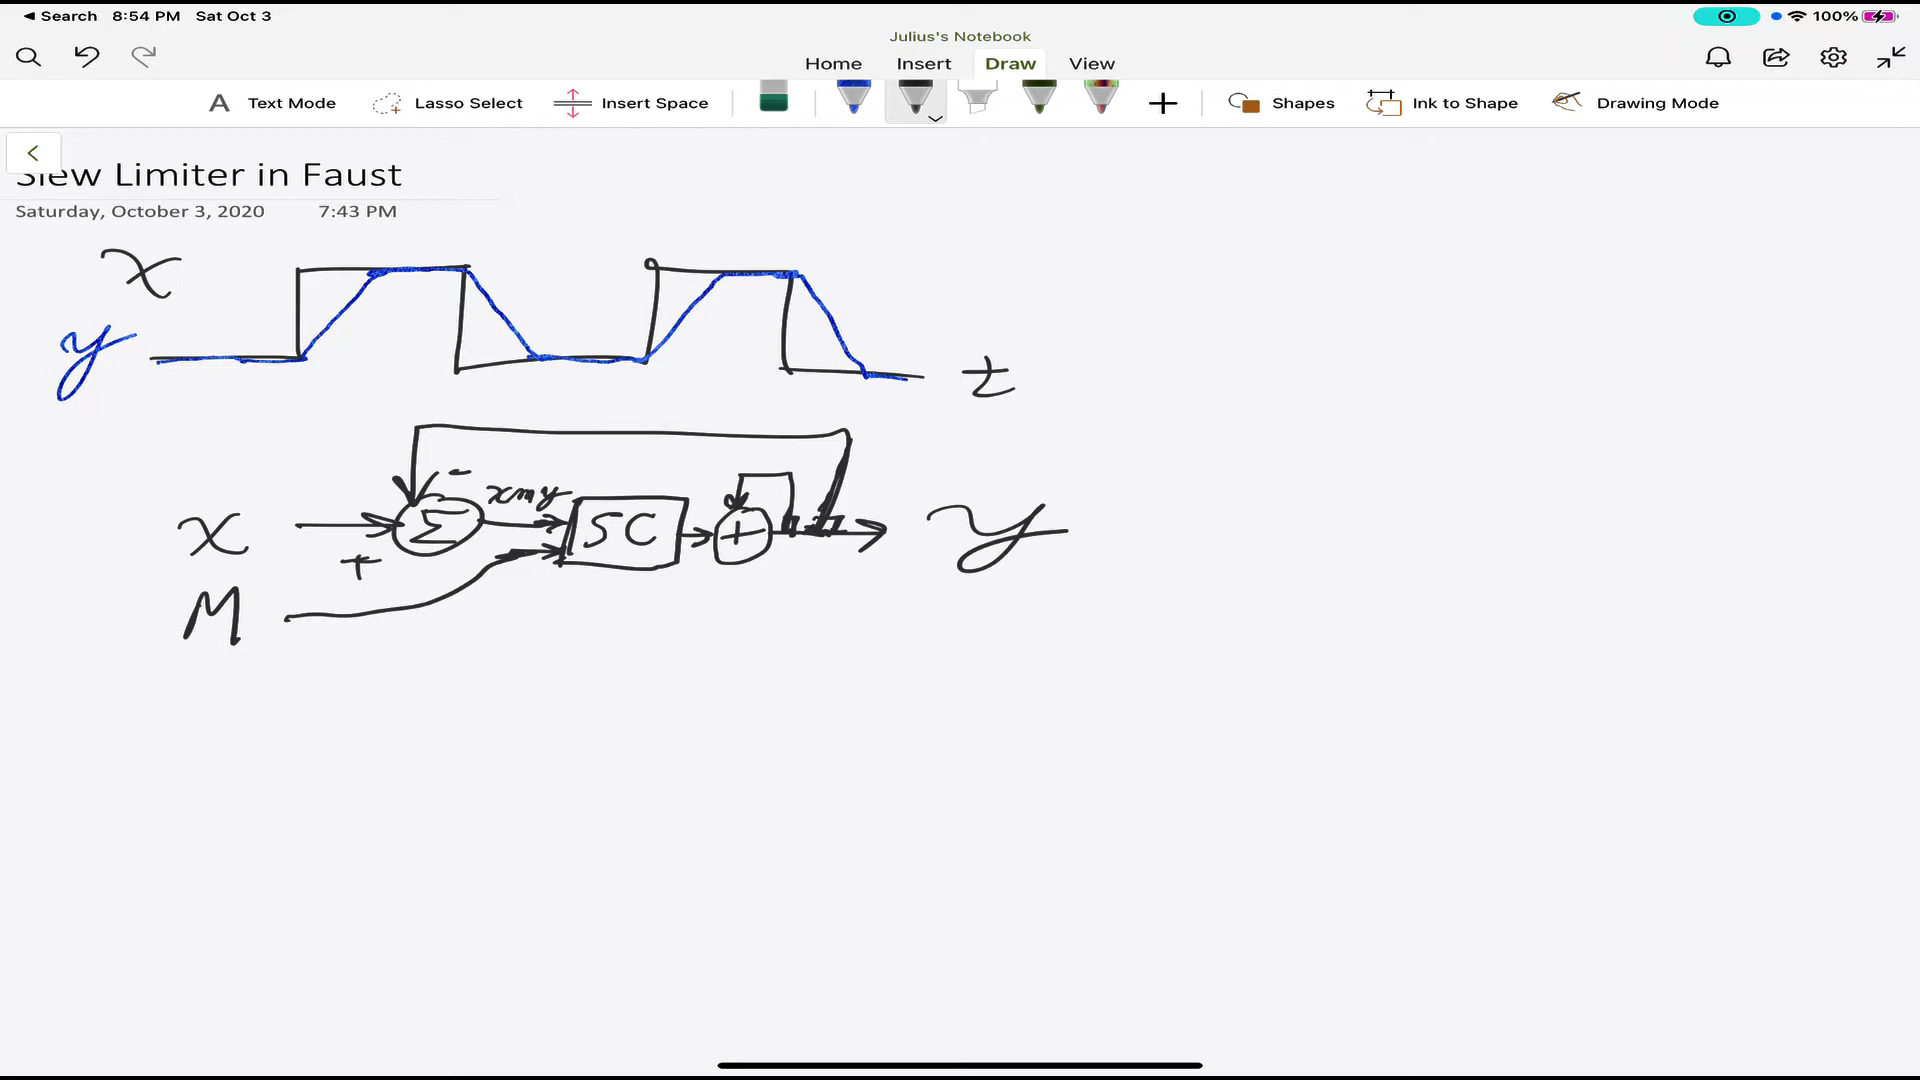 Search 8:54 PM Sat Oct 3 100%
Julius's Notebook
Home Insert Draw View
Text Mode Lasso Select Insert Space Shapes Ink to Shape Drawing Mode
Slew Limiter in Faust
Saturday, October 3, 2020 7:43 PM
x
y
t
-
xmy
x Σ SC + y
+
M